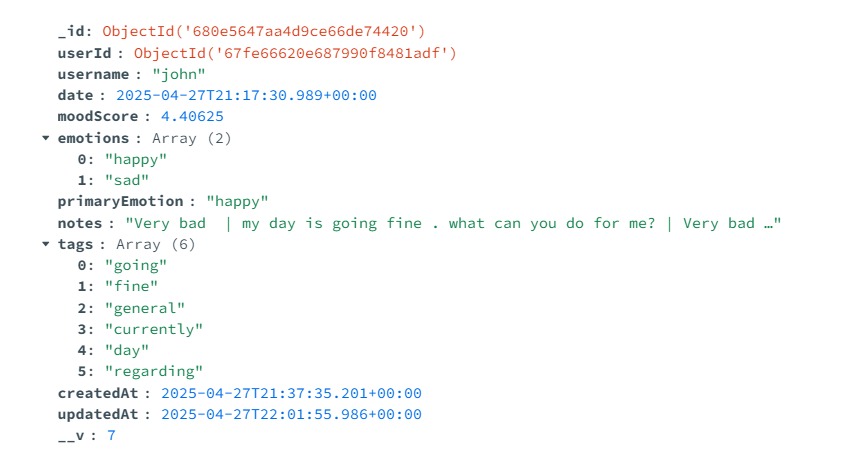 _id: ObjectId('680e5647aa4d9ce66de74420')
userId : ObjectId('67fe66620e687990f8481adf')
username : "john"
date : 2025-04-27T21:17:30.989+00:00
moodScore : 4.40625
emotions : Array (2)
0: "happy"
1: "sad"
primaryEmotion : "happy"
notes : "Very bad  | my day is going fine . what can you do for me? | Very bad …"
tags : Array (6)
0: "going"
1: "fine"
2: "general"
3: "currently"
4: "day"
5: "regarding"
createdAt : 2025-04-27T21:37:35.201+00:00
updatedAt : 2025-04-27T22:01:55.986+00:00
__v : 7